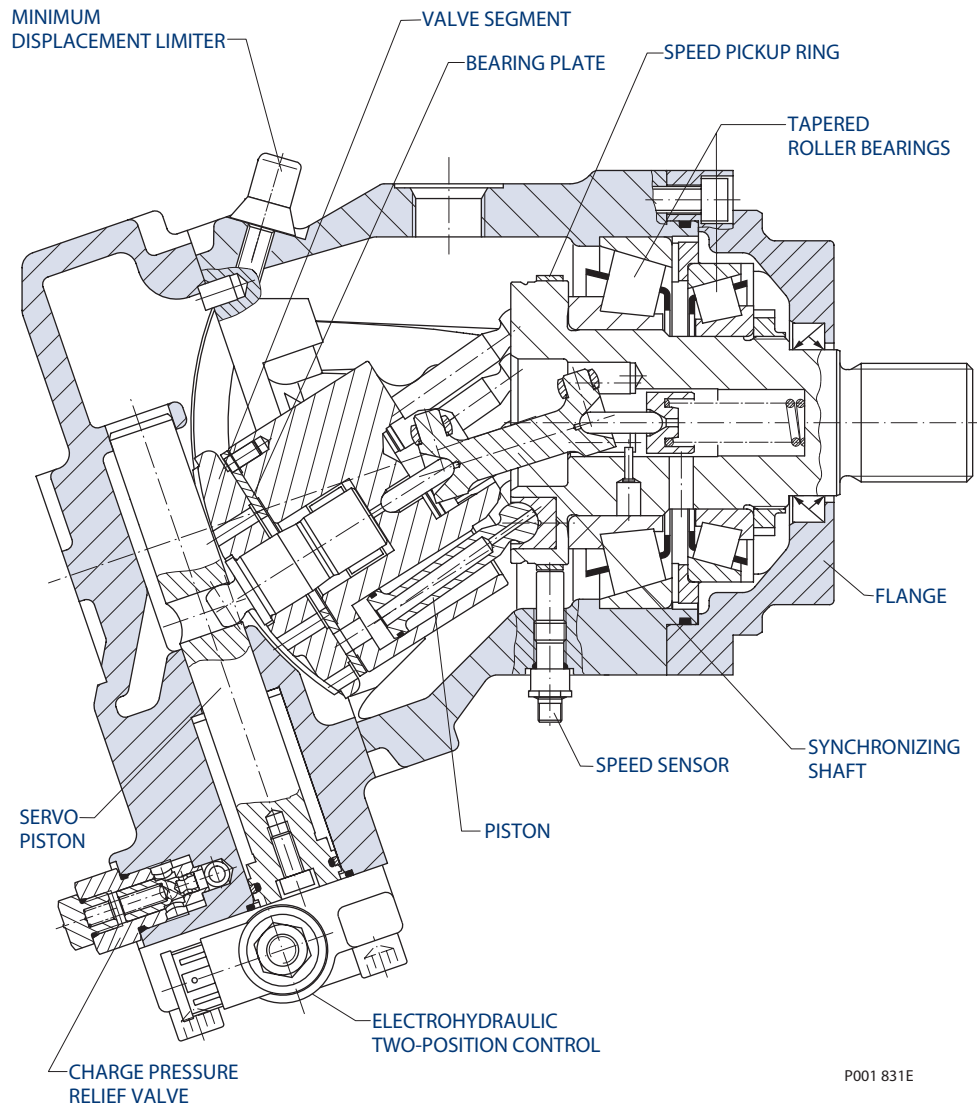 MINIMUM
DISPLACEMENT LIMITER
VALVE SEGMENT
BEARING PLATE
SPEED PICKUP RING
TAPERED
ROLLER BEARINGS
FLANGE
SYNCHRONIZING
SHAFT
SPEED SENSOR
PISTON
SERVO
PISTON
ELECTROHYDRAULIC
TWO-POSITION CONTROL
CHARGE PRESSURE
RELIEF VALVE
P001 831E